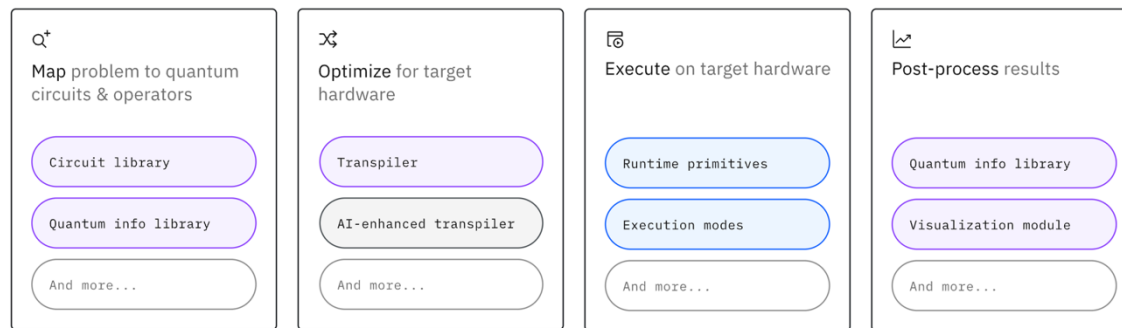 Map problem to quantum
circuits & operators
Circuit library
Quantum info library
And more...
Optimize for target
hardware
Transpiler
AI-enhanced transpiler
And more...
Execute on target hardware
Runtime primitives
Execution modes
And more...
Post-process results
Quantum info library
Visualization module
And more...